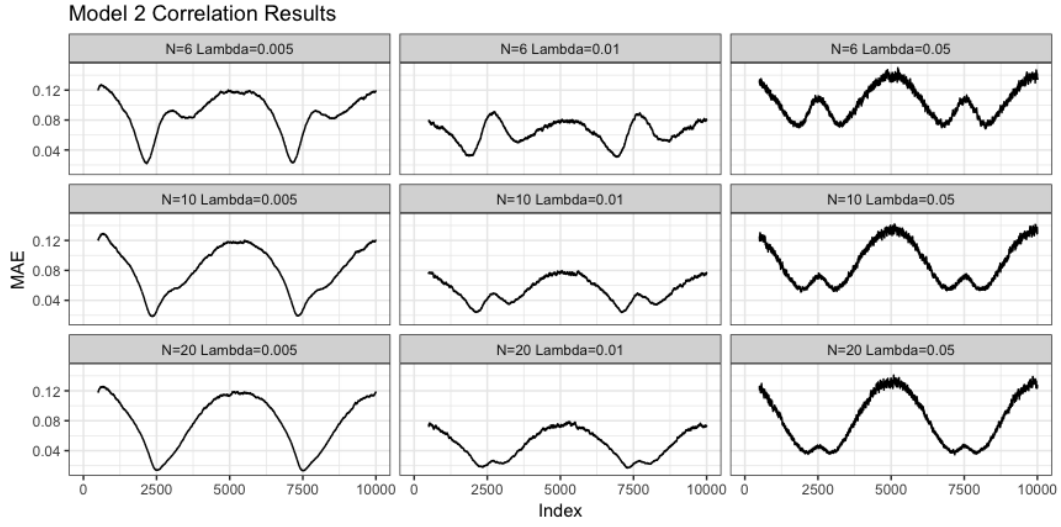 Model 2 Correlation Results
N=6 Lambda=0.005 N=6 Lambda=0.01 N=6 Lambda=0.05
0.12
0.08
0.04
N=10 Lambda=0.005 N=10 Lambda=0.01 N=10 Lambda=0.05
0.12
0.08
0.04
MAE
N=20 Lambda=0.005 N=20 Lambda=0.01 N=20 Lambda=0.05
0.12
0.08
0.04
0 2500 5000 7500 10000 0 2500 5000 7500 10000 0 2500 5000 7500 10000
Index